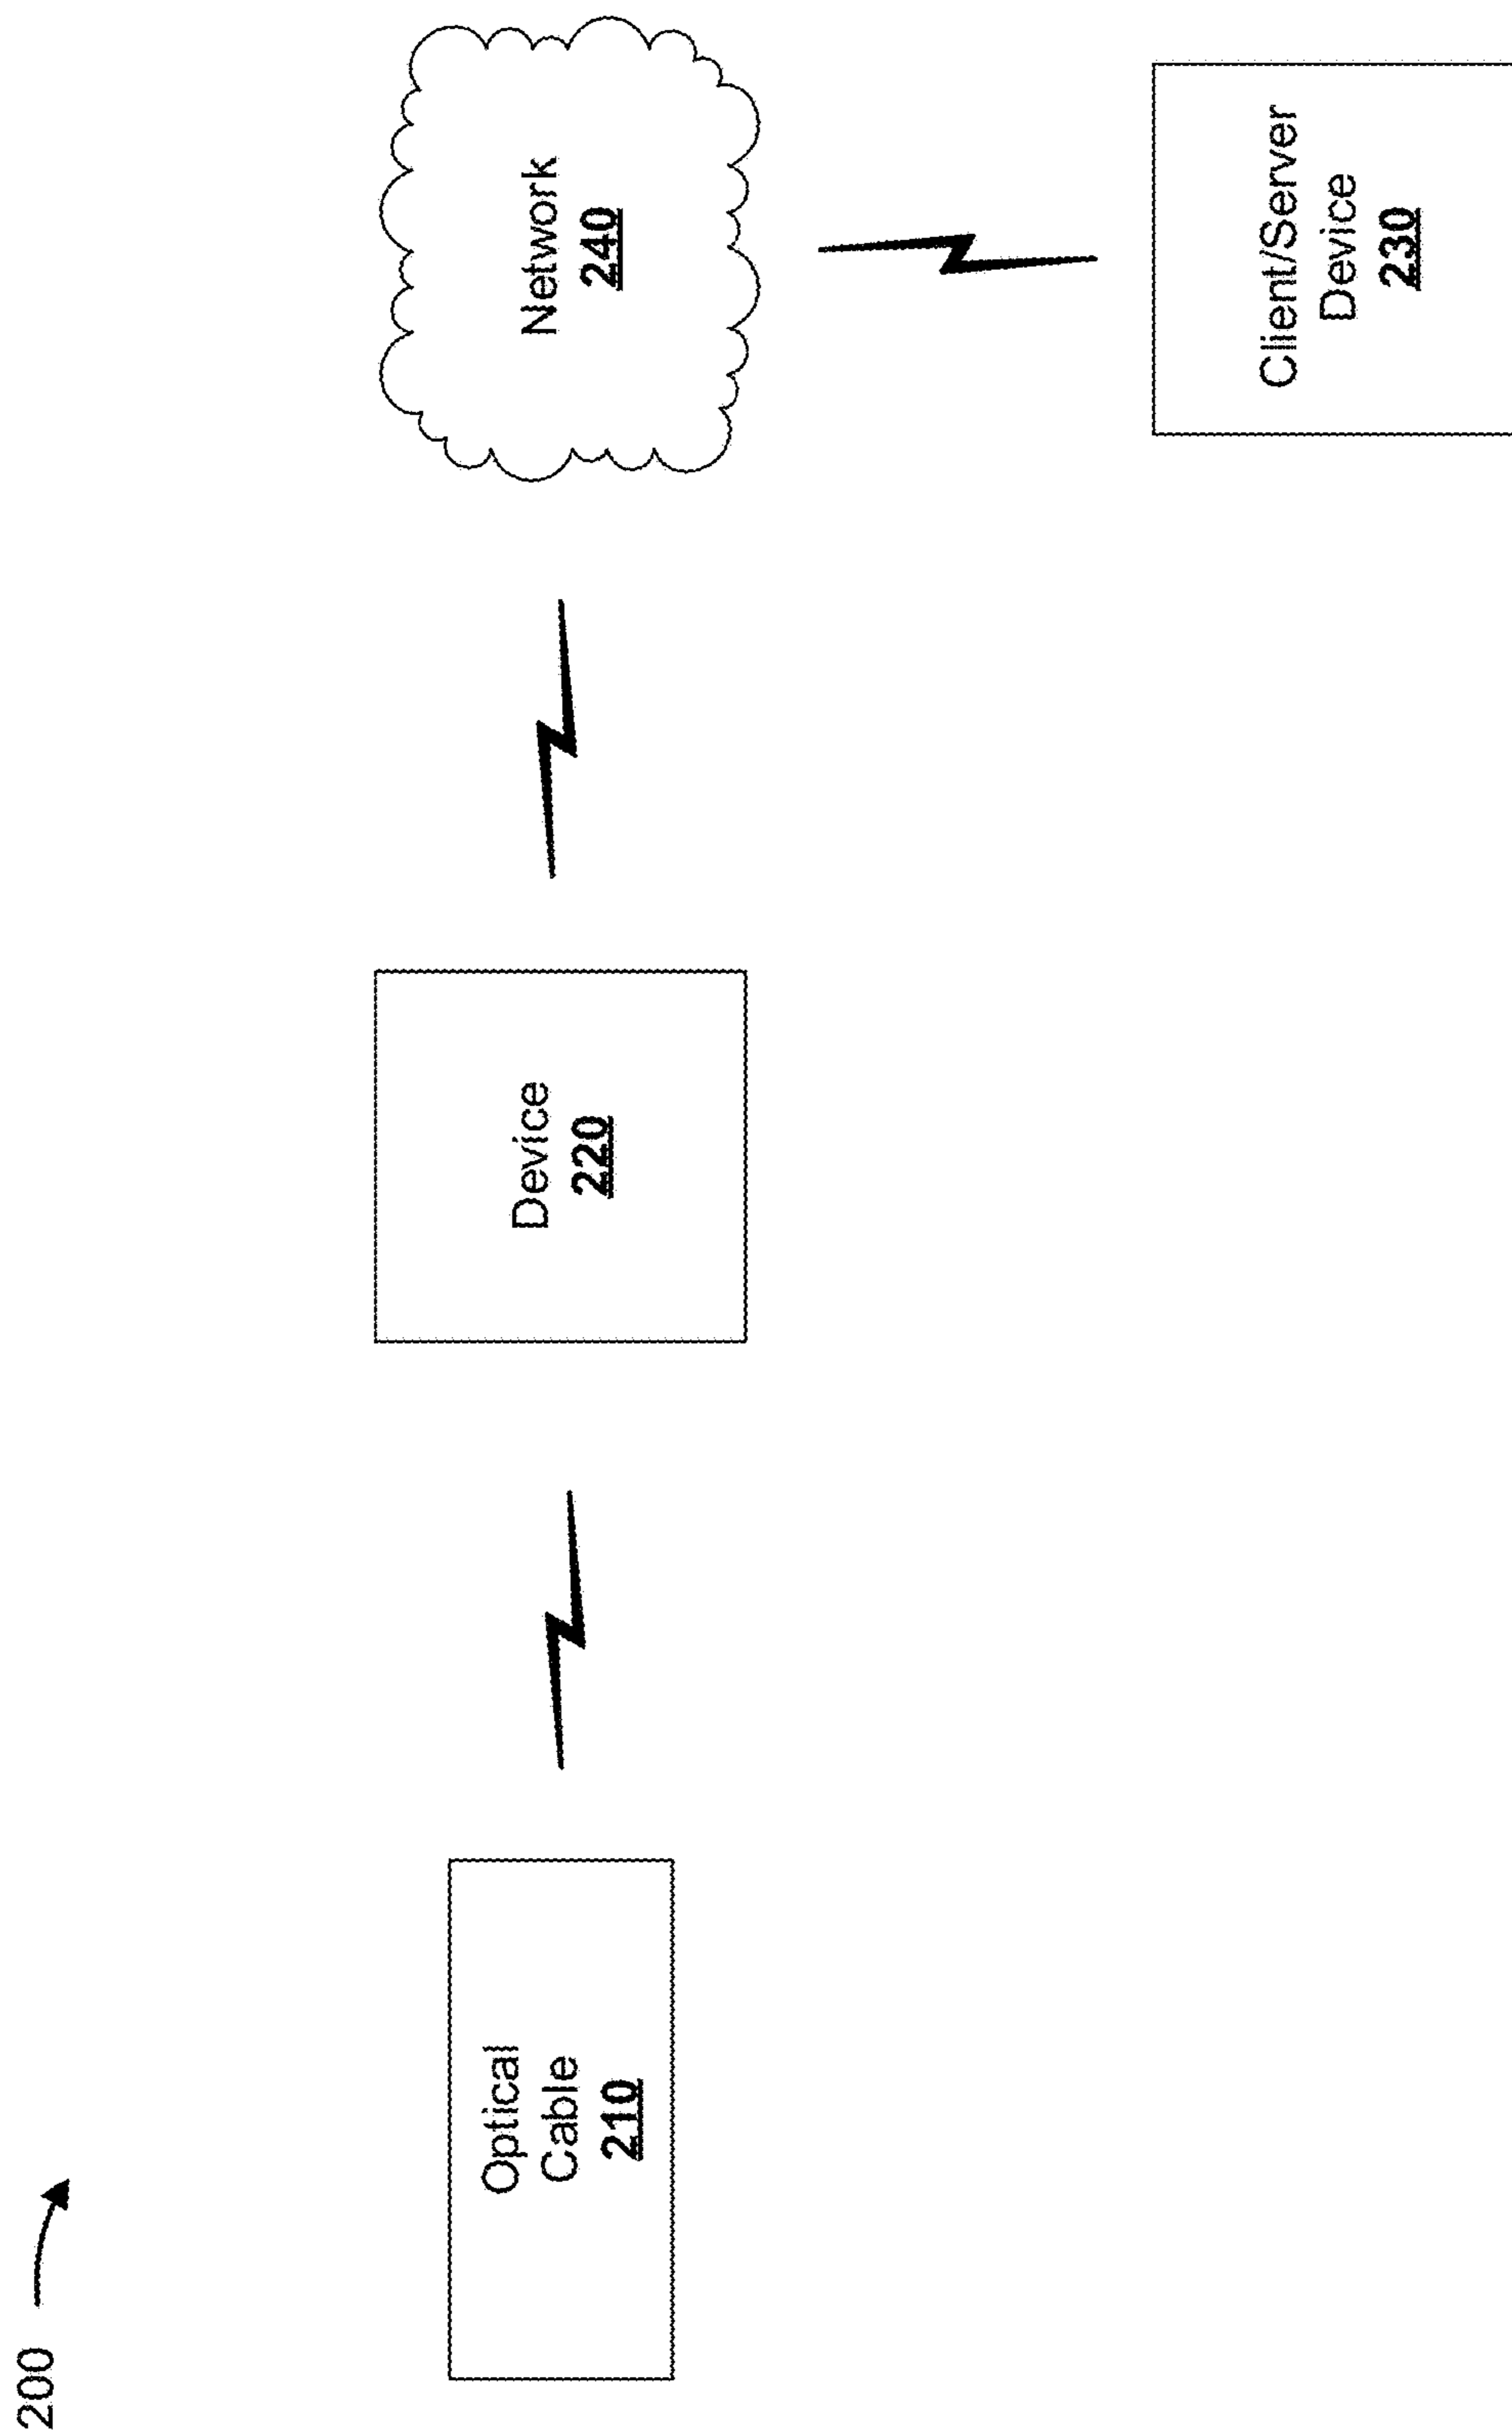 200
Optical
Cable
210
Device
220
Network
240
Client/Server
Device
230